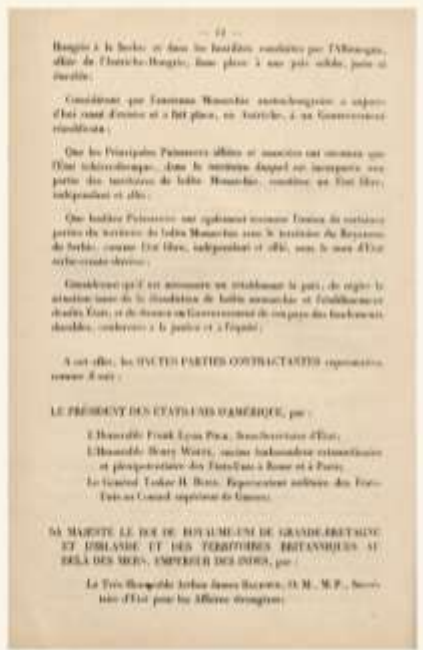 Hongrie à la Serbie et dans les hostilités conduites par l'Allemagne,
alliée de l'Autriche-Hongrie, fasse place à une paix solide, juste et
durable;
Considérant que l'ancienne Monarchie austro-hongroise a aujour-
d'hui cessé d'exister et a fait place, en Autriche, à un Gouvernement
républicain;
Que les Principales Puissances alliées et associées ont reconnu que
l'État tchéco-slovaque, dans le territoire duquel est incorporée une
partie des territoires de ladite Monarchie, constitue un État libre,
indépendant et allié;
Que lesdites Puissances ont également reconnu l'union de certaines
parties du territoire de ladite Monarchie avec le territoire du Royaume
de Serbie, comme État libre, indépendant et allié, sous le nom d'État
serbe-croate-slovène;
Considérant qu'il est nécessaire en rétablissant la paix, de régler la
situation issue de la dissolution de ladite monarchie et l'établissement
desdits États, et de donner au Gouvernement de ces pays des fondements
durables, conformes à la justice et à l'équité;
A cet effet, les HAUTES PARTIES CONTRACTANTES représentées
comme il suit :
LE PRÉSIDENT DES ÉTATS-UNIS D'AMÉRIQUE, par :
L'Honorable Frank Lyon POLK, Sous-Secrétaire d'État;
L'Honorable Henry WHITE, ancien Ambassadeur extraordinaire
et plénipotentiaire des États-Unis à Rome et à Paris;
Le Général Tasker H. BLISS, Représentant militaire des États-
Unis au Conseil supérieur de Guerre;
SA MAJESTÉ LE ROI DU ROYAUME-UNI DE GRANDE-BRETAGNE
ET D'IRLANDE ET DES TERRITOIRES BRITANNIQUES AU
DELÀ DES MERS, EMPEREUR DES INDES, par :
Le Très Honorable Arthur James BALFOUR, O. M., M. P., Secré-
taire d'État pour les Affaires étrangères;